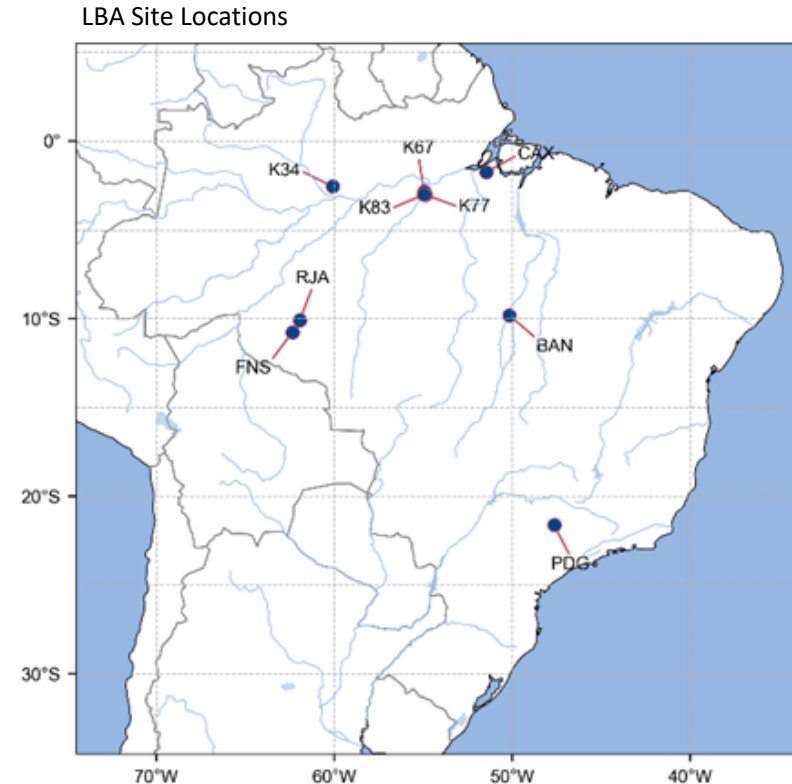 LBA Site Locations
0°
K67
CAX
K34
K83
K77
RJA
10°S
BAN
FNS
20°S
PDG
30°S
70°W
60°W
50°W
40°W